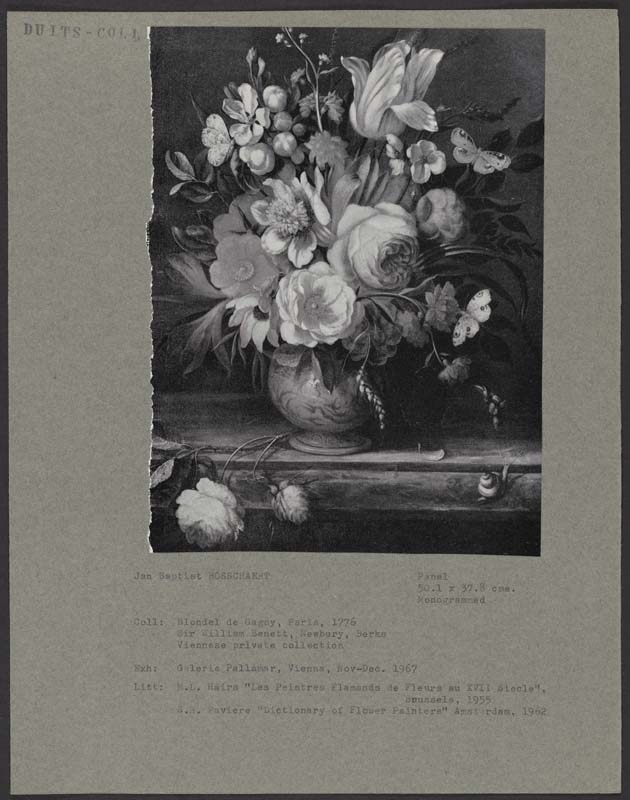 DUITS-COLL
Jan Baptist BOSSCHAERT
Panel
50.1 x 37.8 cms.
Monogrammed
Coll: Blondel de Gagny, Paris, 1776
Sir William Benett, Newbury, Berks
Viennese private collection
Exh: Galerie Pallamar, Vienna, Nov-Dec. 1967
Litt: M.L. Hairs "Les Peintres Flamands de Fleurs au XVII Siecle",
Brussels, 1955
S.H. Paviere "Dictionary of Flower Painters" Amsterdam, 1962